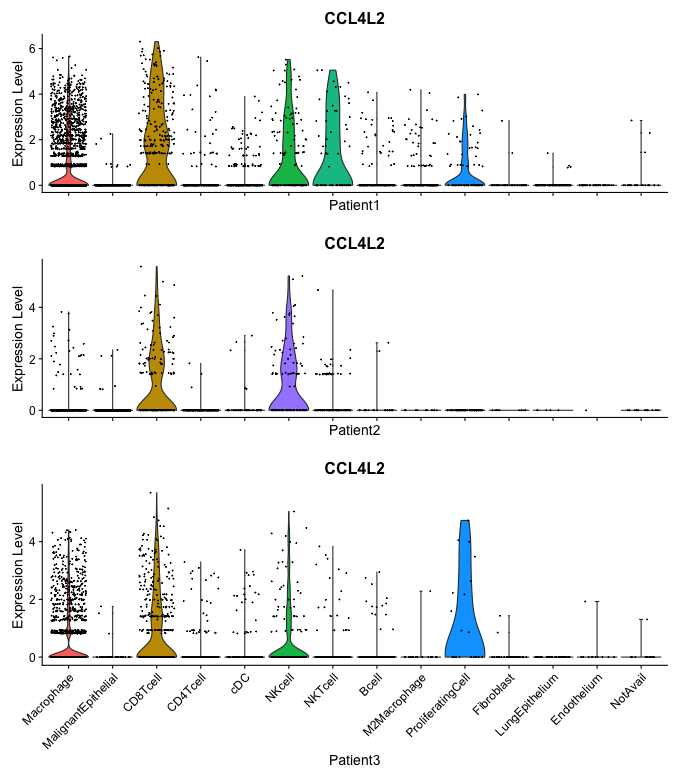 CCL4L2
Expression Level
6
4
2
0
Patient1
CCL4L2
Expression Level
4
2
0
Patient2
CCL4L2
Expression Level
4
2
0
Macrophage
MalignantEpithelial
CD8Tcell
CD4Tcell
cDC
NKcell
NKTcell
Bcell
M2Macrophage
ProliferatingCell
Fibroblast
LungEpithelium
Endothelium
NotAvail
Patient3